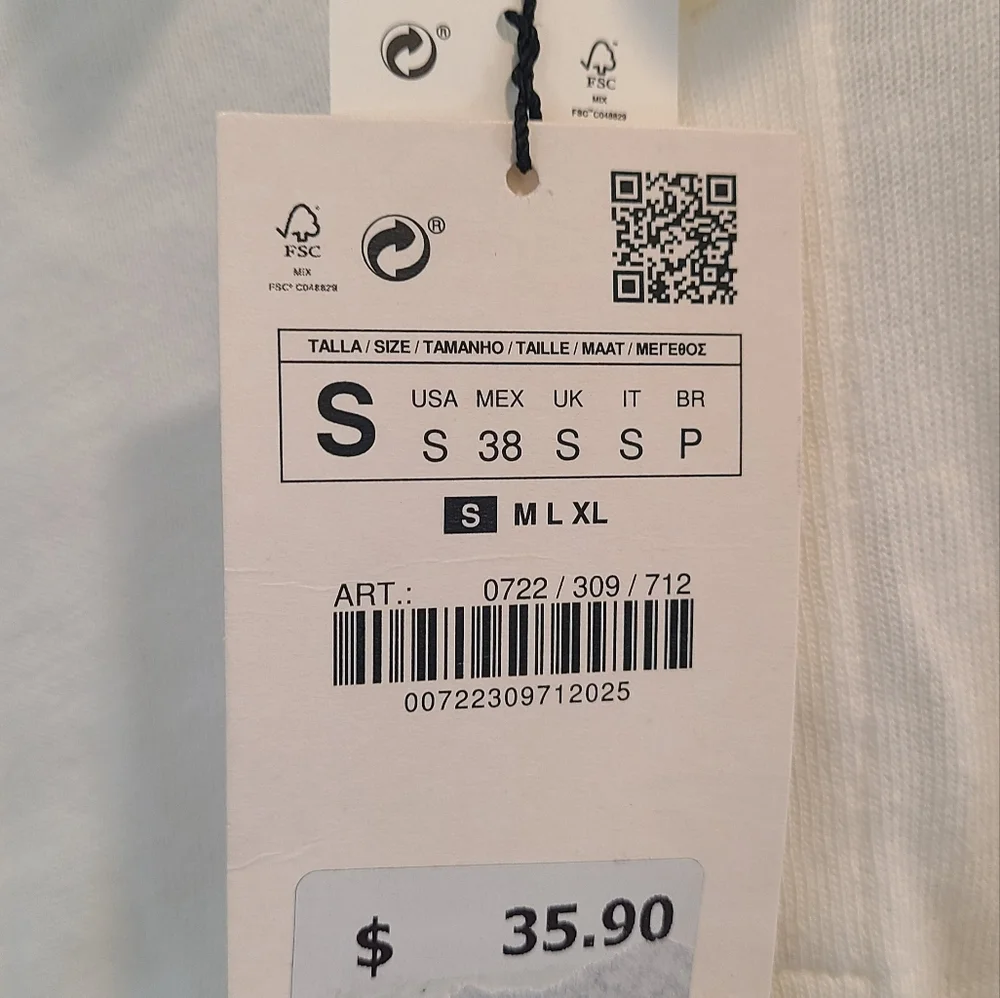 ®
FSC
MIX
FSC™ C048829
FSC
MIX
FSC® C048829
®
TALLA / SIZE / TAMANHO / TAILLE / MAAT / ΜΕΓΕΘΟΣ
S
USA MEX UK IT BR
S 38 S S P
S M L XL
ART.: 0722 / 309 / 712
00722309712025
$ 35.90